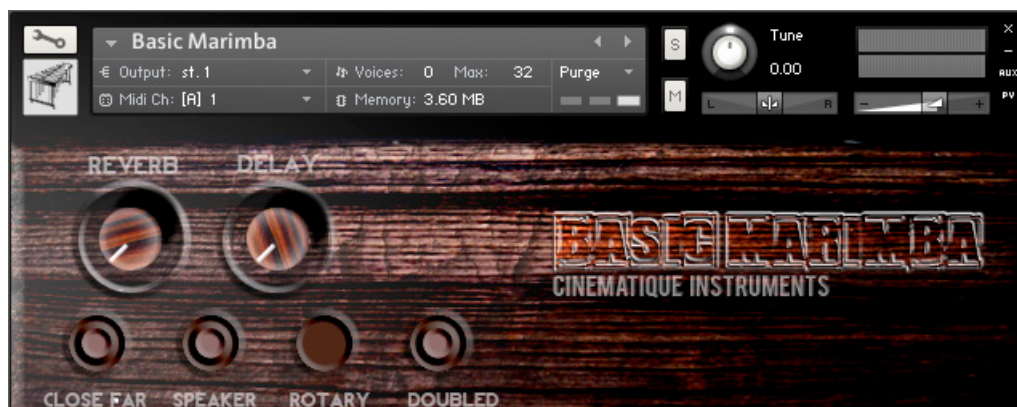 Basic Marimba
S
Tune
0.00
Output: st. 1
Voices: 0 Max: 32
Purge
Midi Ch: [A] 1
Memory: 3.60 MB
M
L
R
-
+
×
-
AUX
PV
REVERB DELAY
BASIC MARIMBA
CINEMATIQUE INSTRUMENTS
CLOSE FAR SPEAKER ROTARY DOUBLED